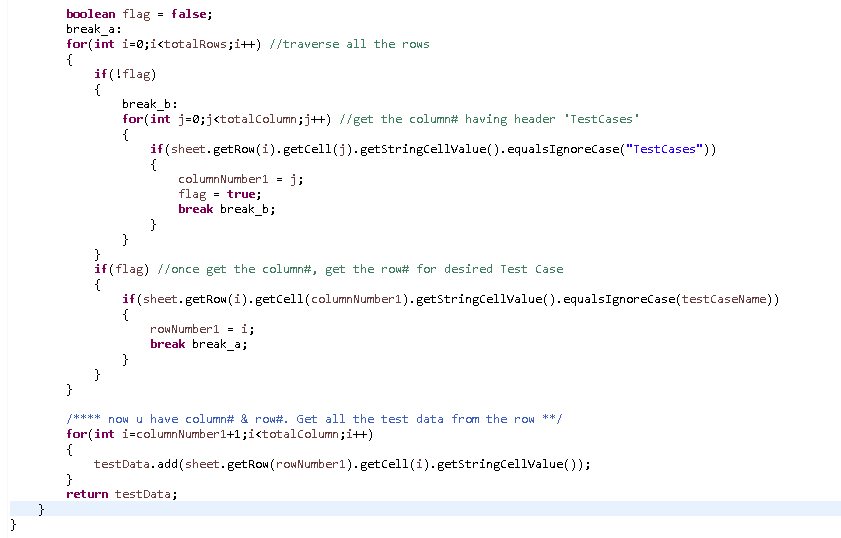 boolean flag = false;
break_a:
for(int i=0;i<totalRows;i++) //traverse all the rows
{
if(!flag)
{
break_b:
for(int j=0;j<totalColumn;j++) //get the column# having header 'TestCases'
{
if(sheet.getRow(i).getCell(j).getStringCellValue().equalsIgnoreCase("TestCases"))
{
columnNumber1 = j;
flag = true;
break break_b;
}
}
}
if(flag) //once get the column#, get the row# for desired Test Case
{
if(sheet.getRow(i).getCell(columnNumber1).getStringCellValue().equalsIgnoreCase(testCaseName))
{
rowNumber1 = i;
break break_a;
}
}
}
/**** now u have column# & row#. Get all the test data from the row **/
for(int i=columnNumber1+1;i<totalColumn;i++)
{
testData.add(sheet.getRow(rowNumber1).getCell(i).getStringCellValue());
}
return testData;
}
}